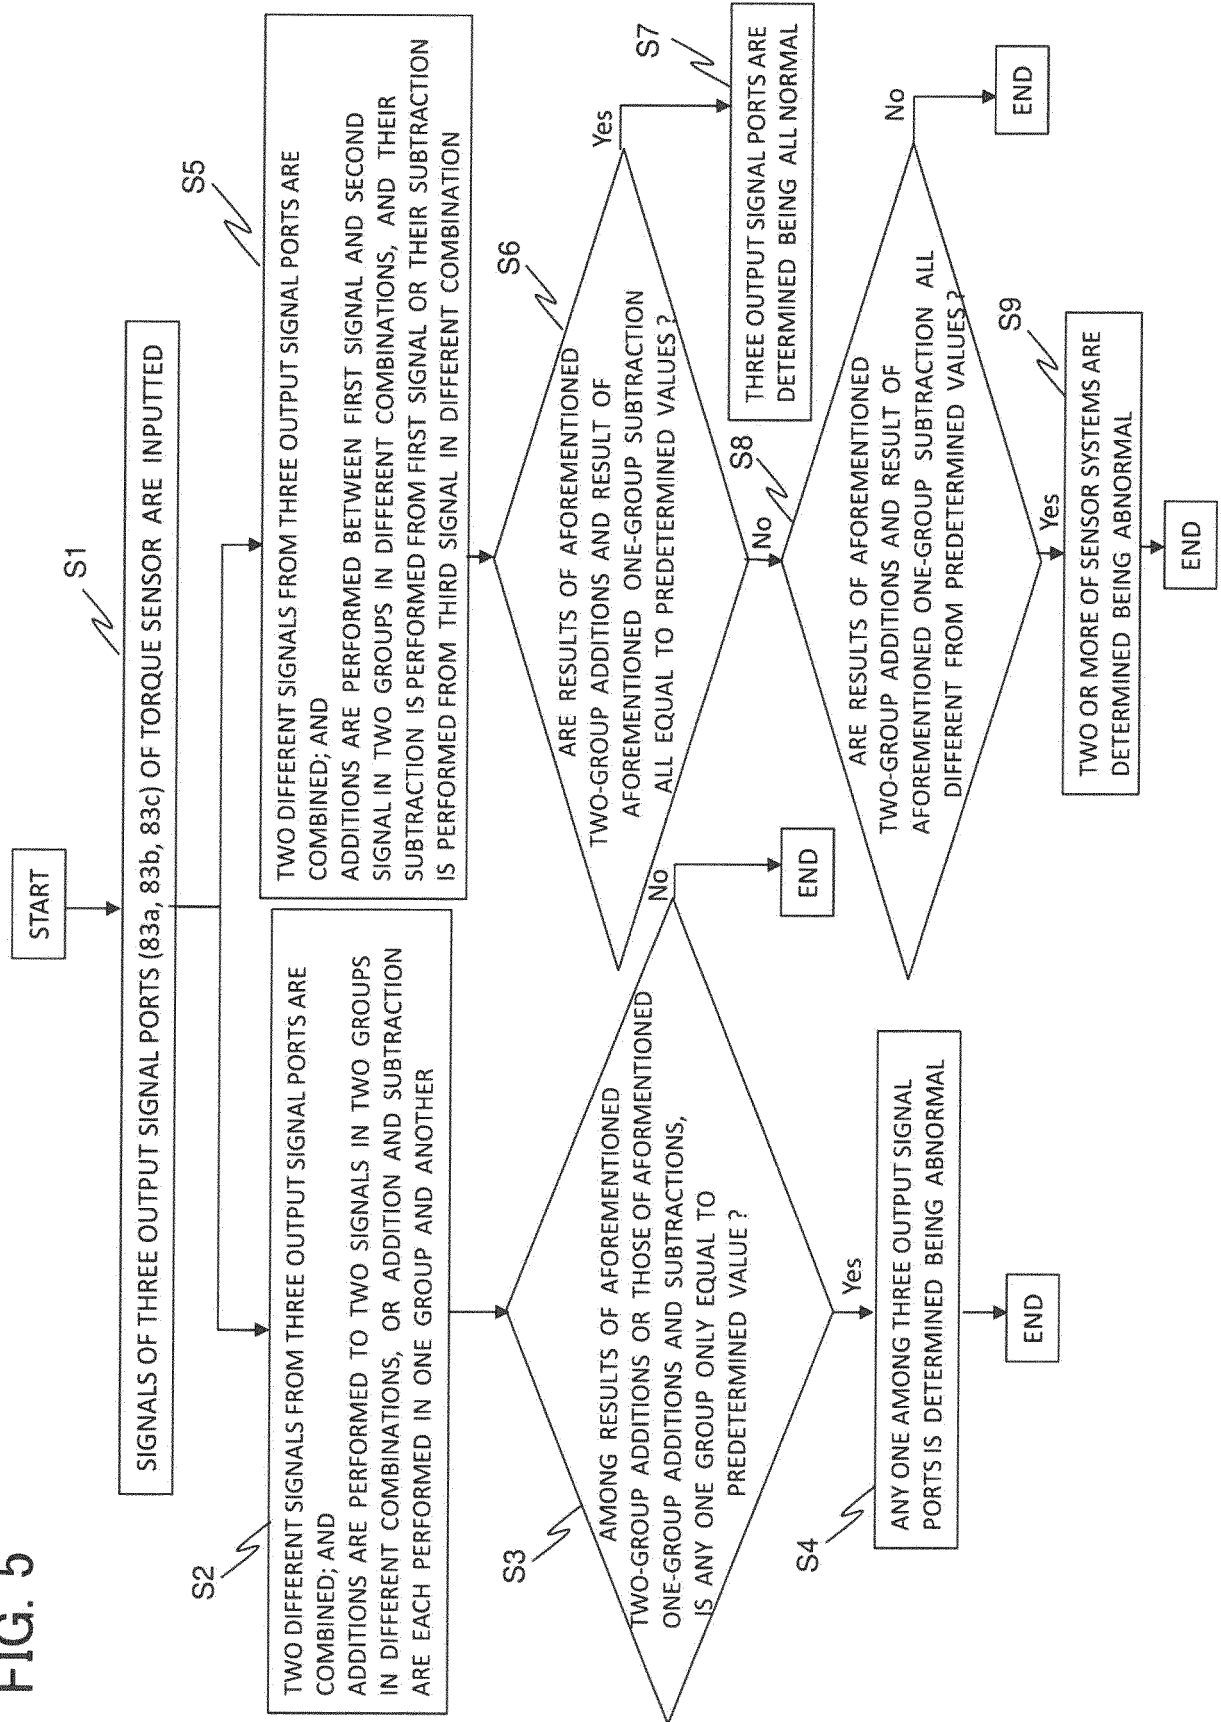 FIG. 5
START
S1
SIGNALS OF THREE OUTPUT SIGNAL PORTS (83a, 83b, 83c) OF TORQUE SENSOR ARE INPUTTED
S2
TWO DIFFERENT SIGNALS FROM THREE OUTPUT SIGNAL PORTS ARE
COMBINED; AND
ADDITIONS ARE PERFORMED TO TWO SIGNALS IN TWO GROUPS
IN DIFFERENT COMBINATIONS, OR ADDITION AND SUBTRACTION
ARE EACH PERFORMED IN ONE GROUP AND ANOTHER
S3
AMONG RESULTS OF AFOREMENTIONED
TWO-GROUP ADDITIONS OR THOSE OF AFORMENTIONED
ONE-GROUP ADDITIONS AND SUBTRACTIONS,
IS ANY ONE GROUP ONLY EQUAL TO
PREDETERMINED VALUE ?
No
END
Yes
S4
ANY ONE AMONG THREE OUTPUT SIGNAL
PORTS IS DETERMINED BEING ABNORMAL
END
S5
TWO DIFFERENT SIGNALS FROM THREE OUTPUT SIGNAL PORTS ARE
COMBINED; AND
ADDITIONS ARE PERFORMED BETWEEN FIRST SIGNAL AND SECOND
SIGNAL IN TWO GROUPS IN DIFFERENT COMBINATIONS, AND THEIR
SUBTRACTION IS PERFORMED FROM FIRST SIGNAL OR THEIR SUBTRACTION
IS PERFORMED FROM THIRD SIGNAL IN DIFFERENT COMBINATION
S6
ARE RESULTS OF AFOREMENTIONED
TWO-GROUP ADDITIONS AND RESULT OF
AFOREMENTIONED ONE-GROUP SUBTRACTION
ALL EQUAL TO PREDETERMINED VALUES ?
Yes
S7
THREE OUTPUT SIGNAL PORTS ARE
DETERMINED BEING ALL NORMAL
No
S8
ARE RESULTS OF AFOREMENTIONED
TWO-GROUP ADDITIONS AND RESULT OF
AFOREMENTIONED ONE-GROUP SUBTRACTION ALL
DIFFERENT FROM PREDETERMINED VALUES ?
No
END
Yes
S9
TWO OR MORE OF SENSOR SYSTEMS ARE
DETERMINED BEING ABNORMAL
END